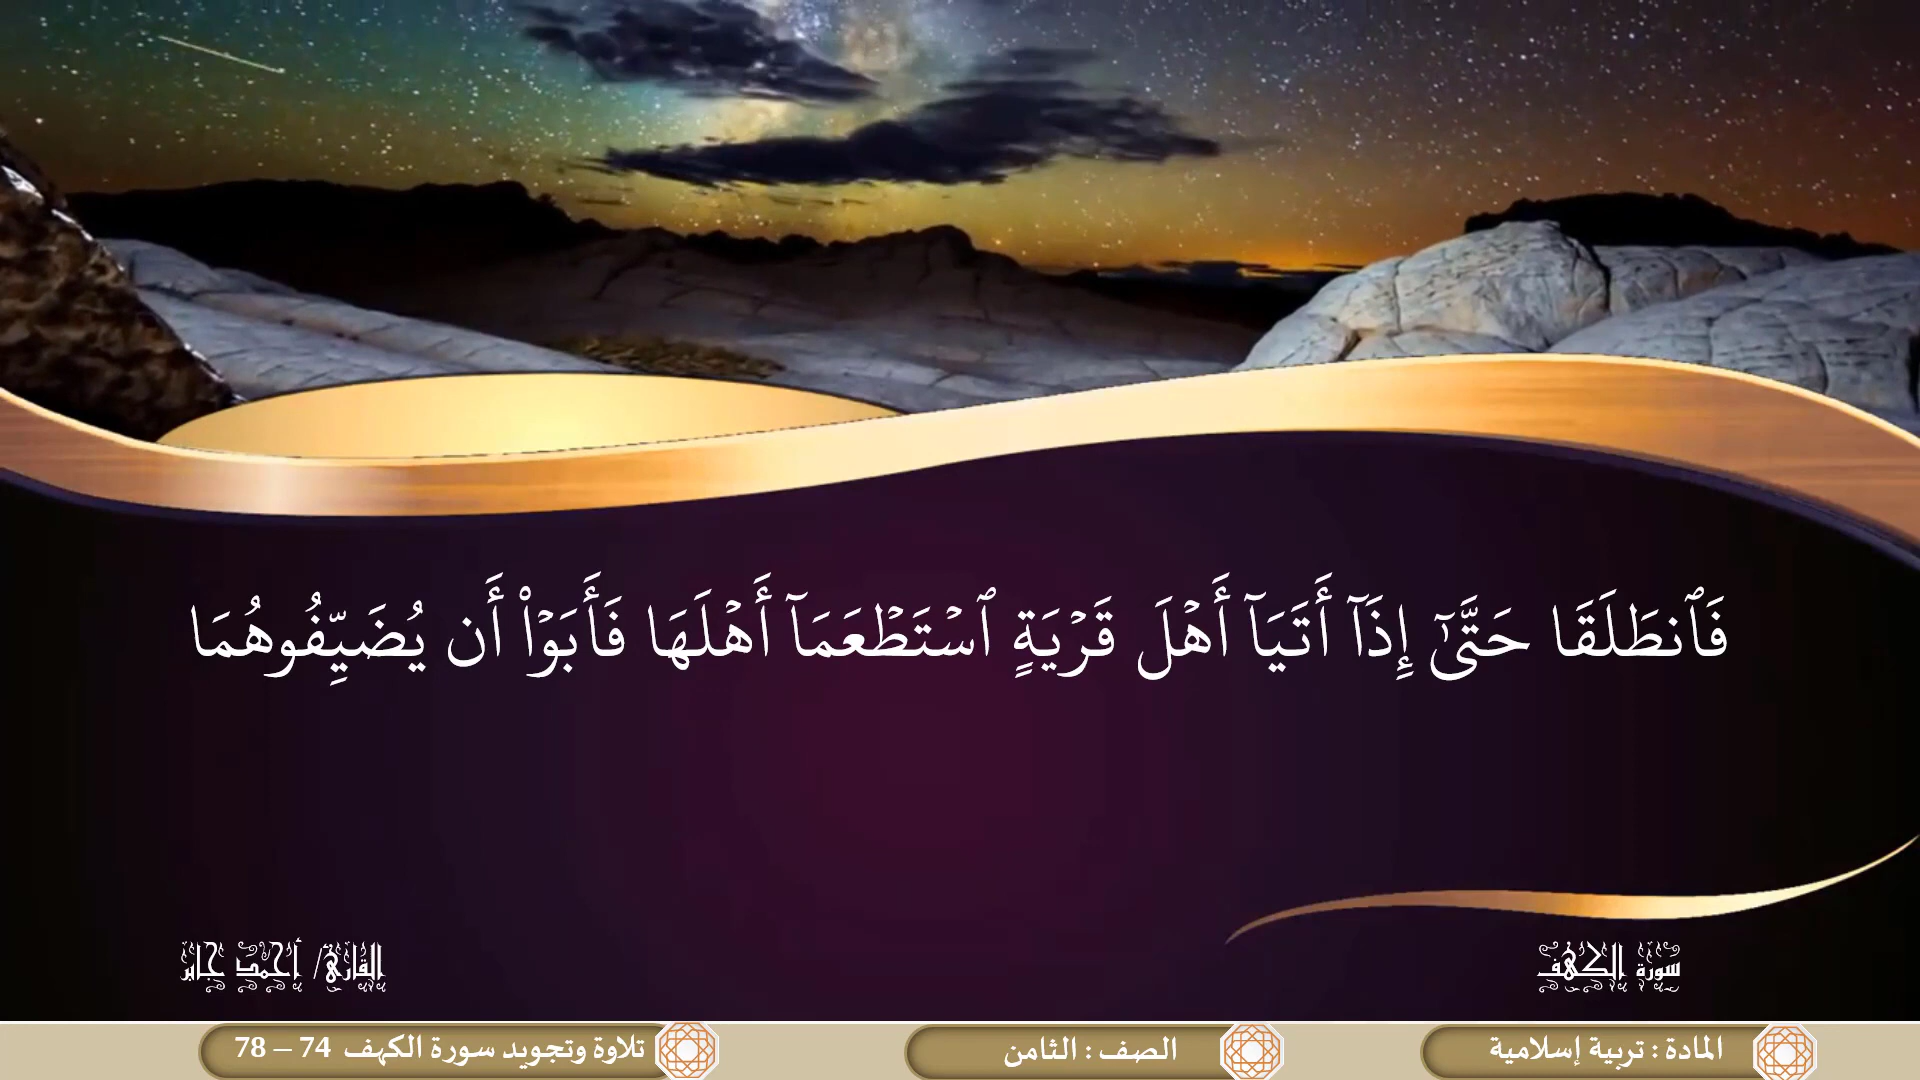 فَٱنطَلَقَا حَتَّىٰٓ إِذَآ أَتَيَآ أَهۡلَ قَرۡيَةٍ ٱسۡتَطۡعَمَآ أَهۡلَهَا فَأَبَوۡاْ أَن يُضَيِّفُوهُمَا
سورة الكهف
القارئ/ أحمد جابر
المادة : تربية إسلامية
الصف : الثامن
تلاوة وتجويد سورة الكهف 74 – 78